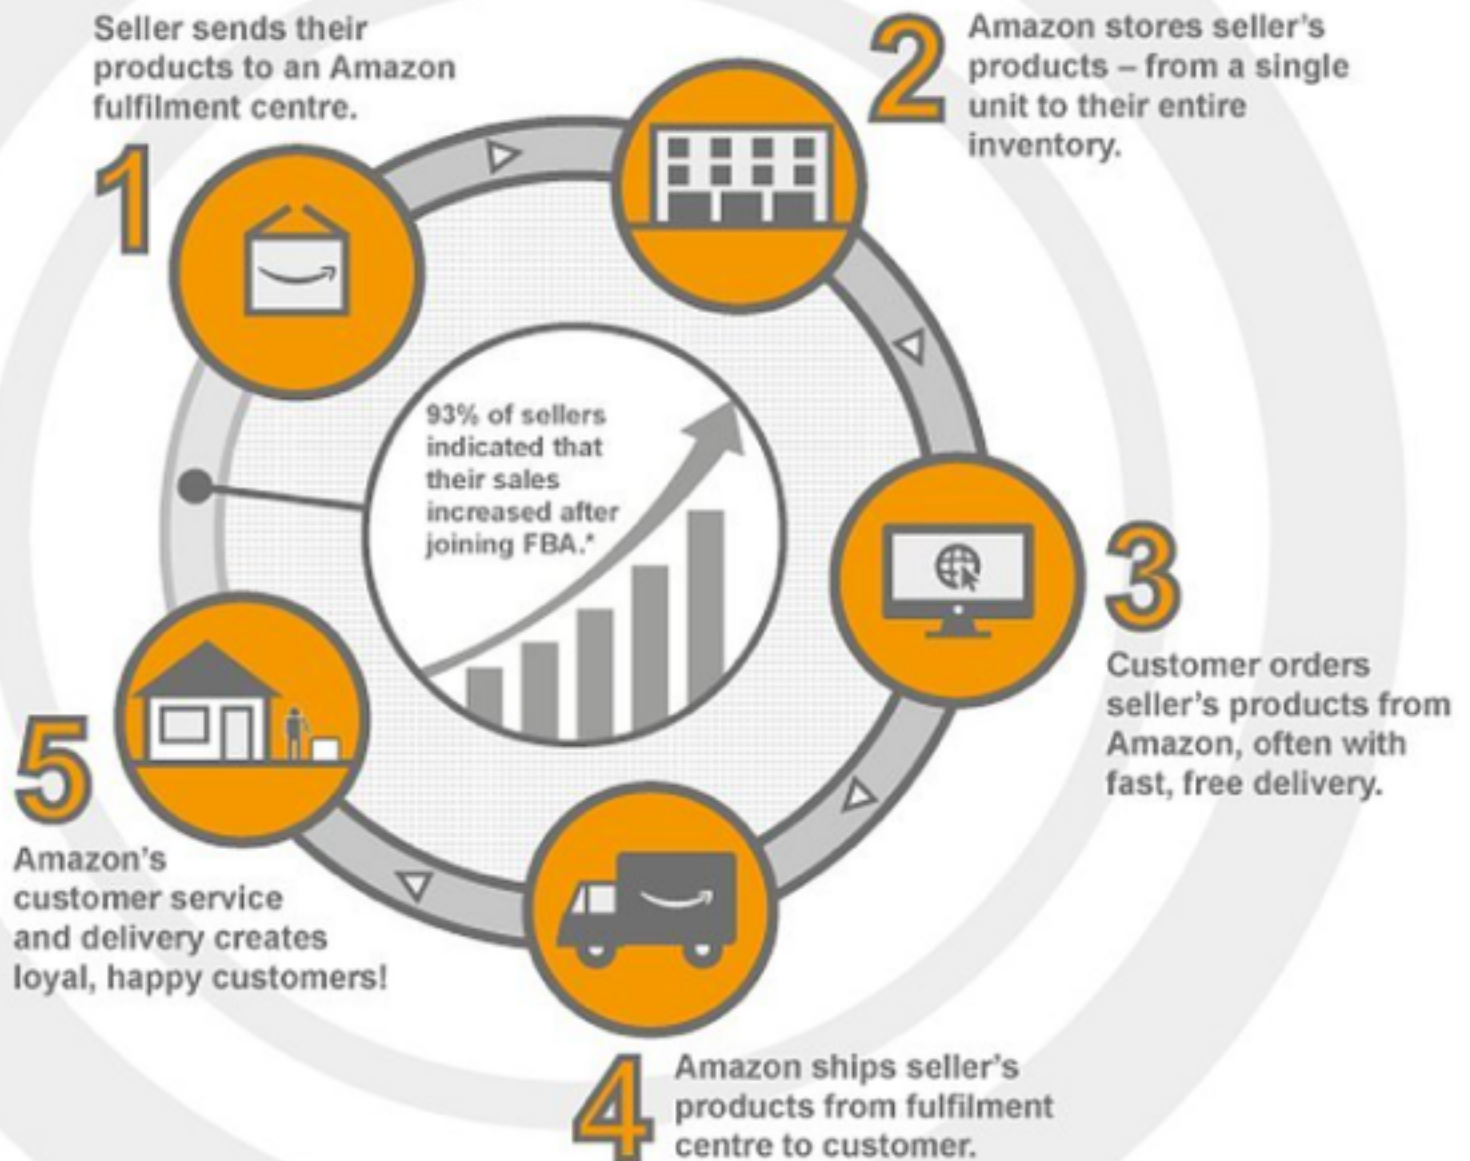 Seller sends their
products to an Amazon
fulfilment centre.
1
2
Amazon stores seller's
products – from a single
unit to their entire
inventory.
93% of sellers
indicated that
their sales
increased after
joining FBA.*
3
Customer orders
seller's products from
Amazon, often with
fast, free delivery.
5
Amazon's
customer service
and delivery creates
loyal, happy customers!
4
Amazon ships seller's
products from fulfilment
centre to customer.